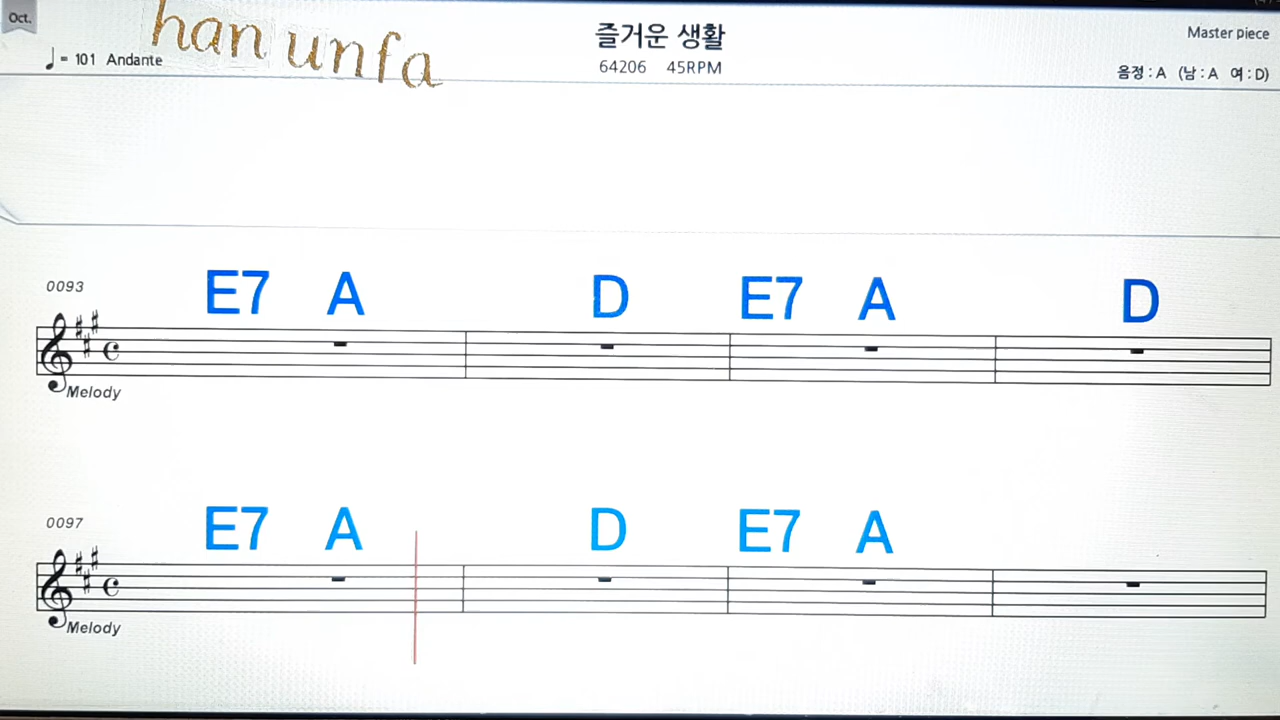 Oct.
han unfa
♩= 101 Andante
즐거운 생활
64206 45RPM
Master piece
음정 : A (남 : A 여 : D)
0093
E7 A D E7 A D
Melody
0097
E7 A D E7 A
Melody